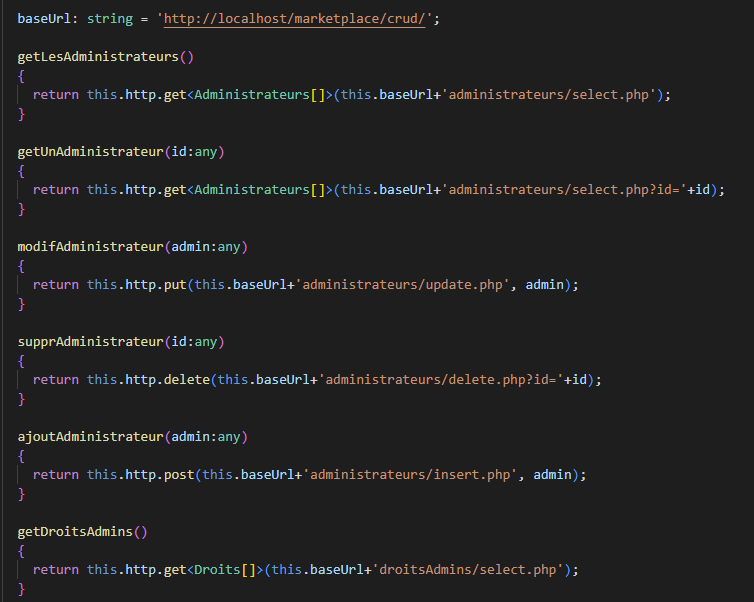 baseUrl: string = 'http://localhost/marketplace/crud/';
getLesAdministrateurs()
{
return this.http.get<Administrateurs[]>(this.baseUrl+'administrateurs/select.php');
}
getUnAdministrateur(id:any)
{
return this.http.get<Administrateurs[]>(this.baseUrl+'administrateurs/select.php?id='+id);
}
modifAdministrateur(admin:any)
{
return this.http.put(this.baseUrl+'administrateurs/update.php', admin);
}
supprAdministrateur(id:any)
{
return this.http.delete(this.baseUrl+'administrateurs/delete.php?id='+id);
}
ajoutAdministrateur(admin:any)
{
return this.http.post(this.baseUrl+'administrateurs/insert.php', admin);
}
getDroitsAdmins()
{
return this.http.get<Droits[]>(this.baseUrl+'droitsAdmins/select.php');
}